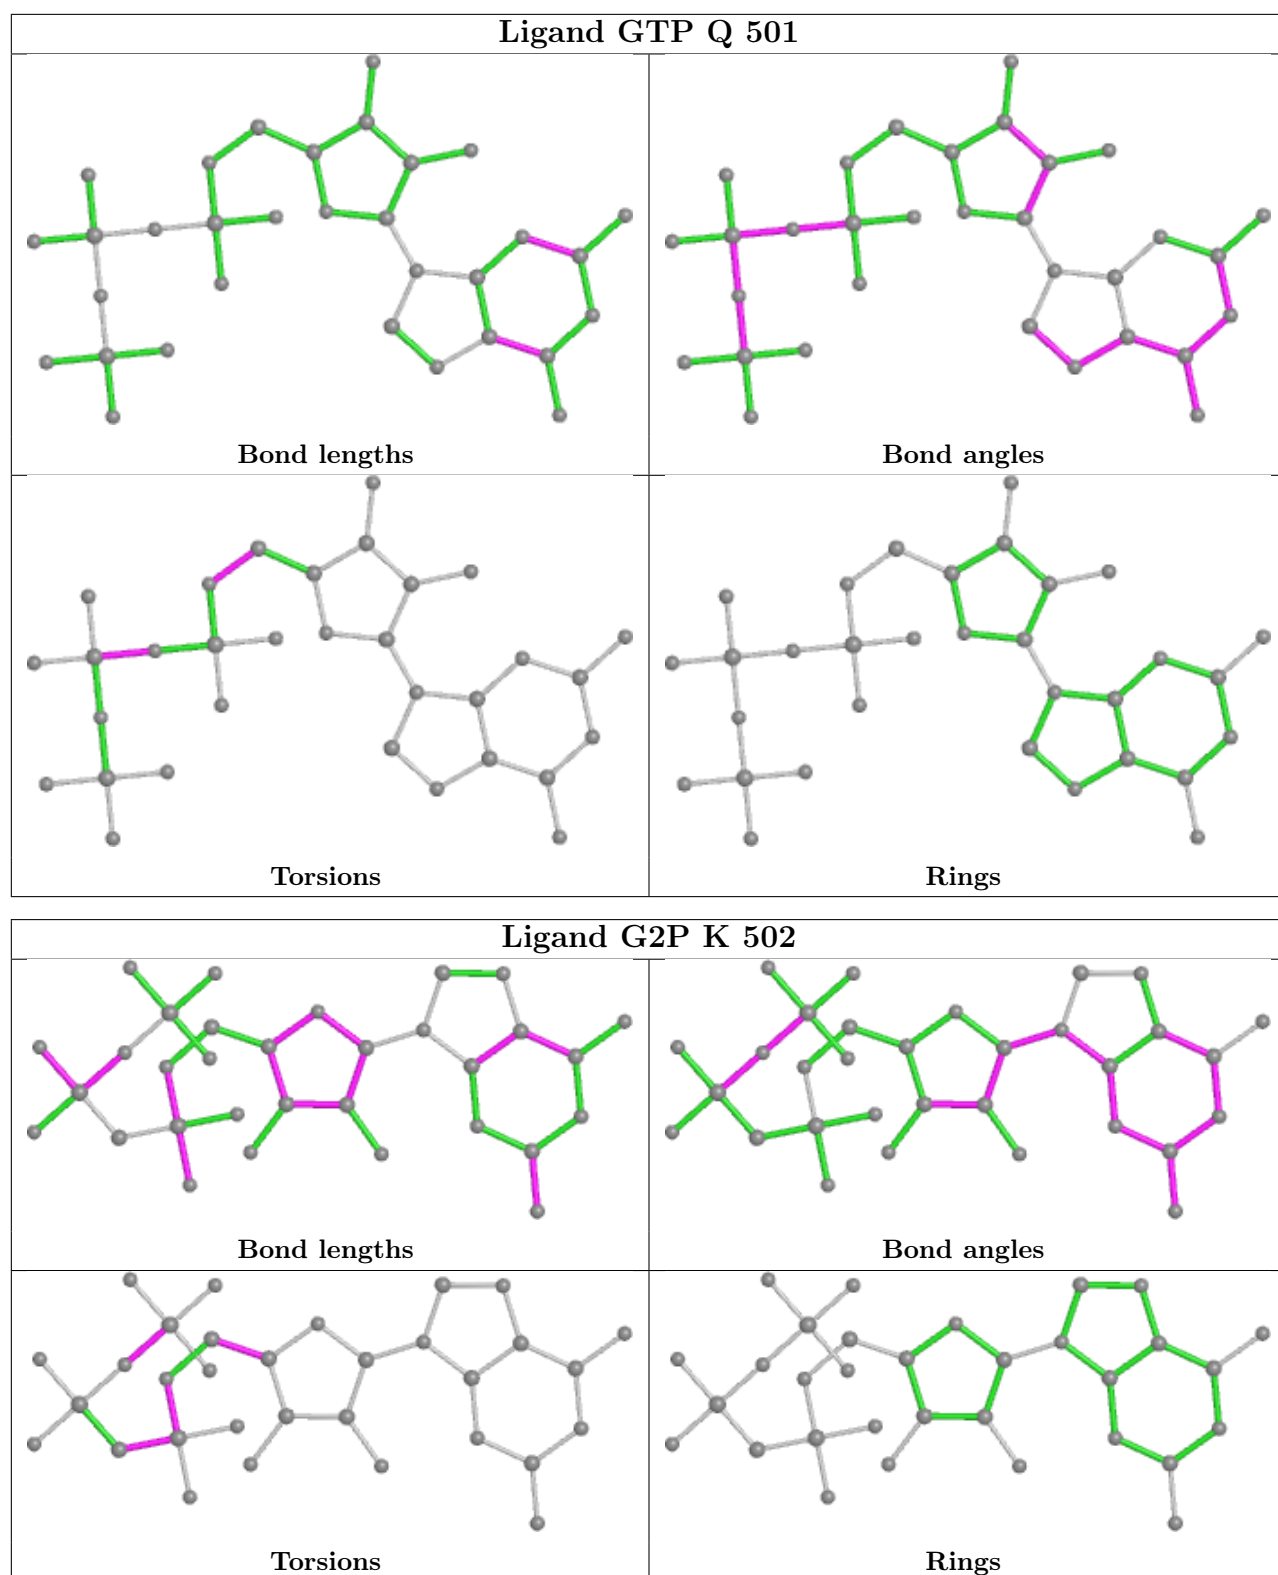 Ligand GTP Q 501
Bond lengths
Bond angles
Torsions
Rings
Ligand G2P K 502
Bond lengths
Bond angles
Torsions
Rings